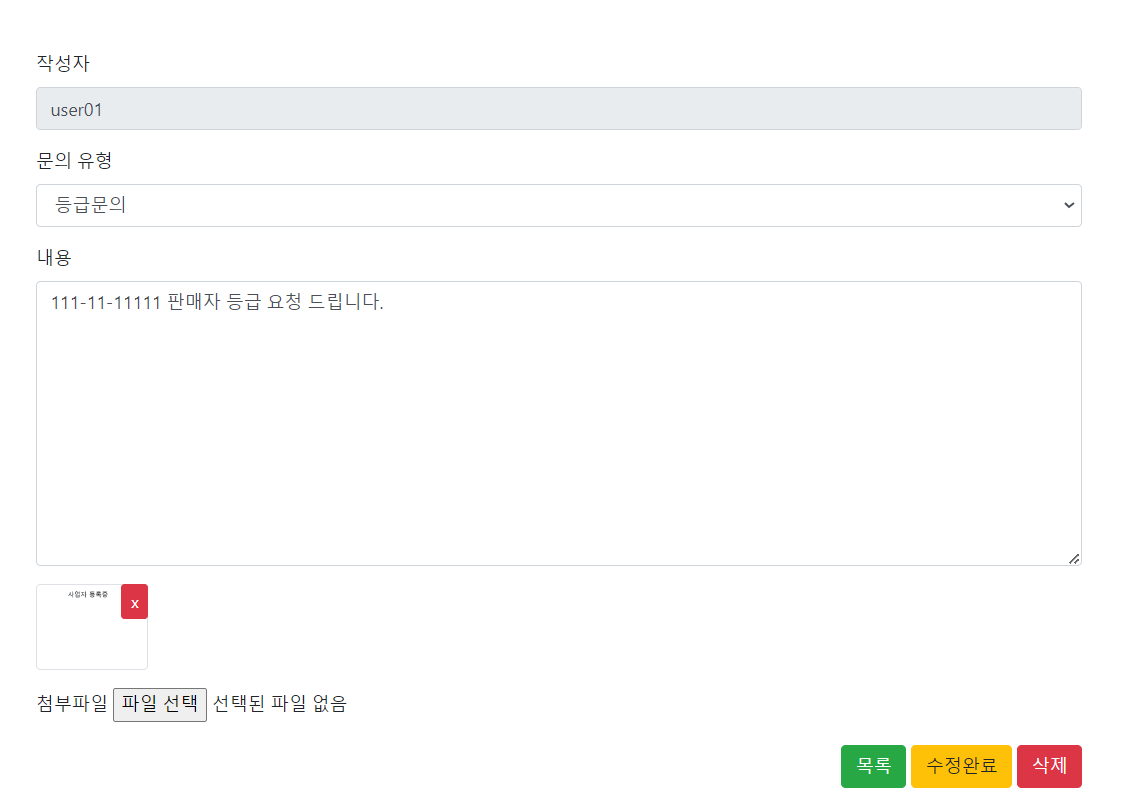 작성자
user01
문의 유형
등급문의
내용
111-11-11111 판매자 등급 요청 드립니다.
사업자 등록증
x
첨부파일 파일 선택 선택된 파일 없음
목록 수정완료 삭제